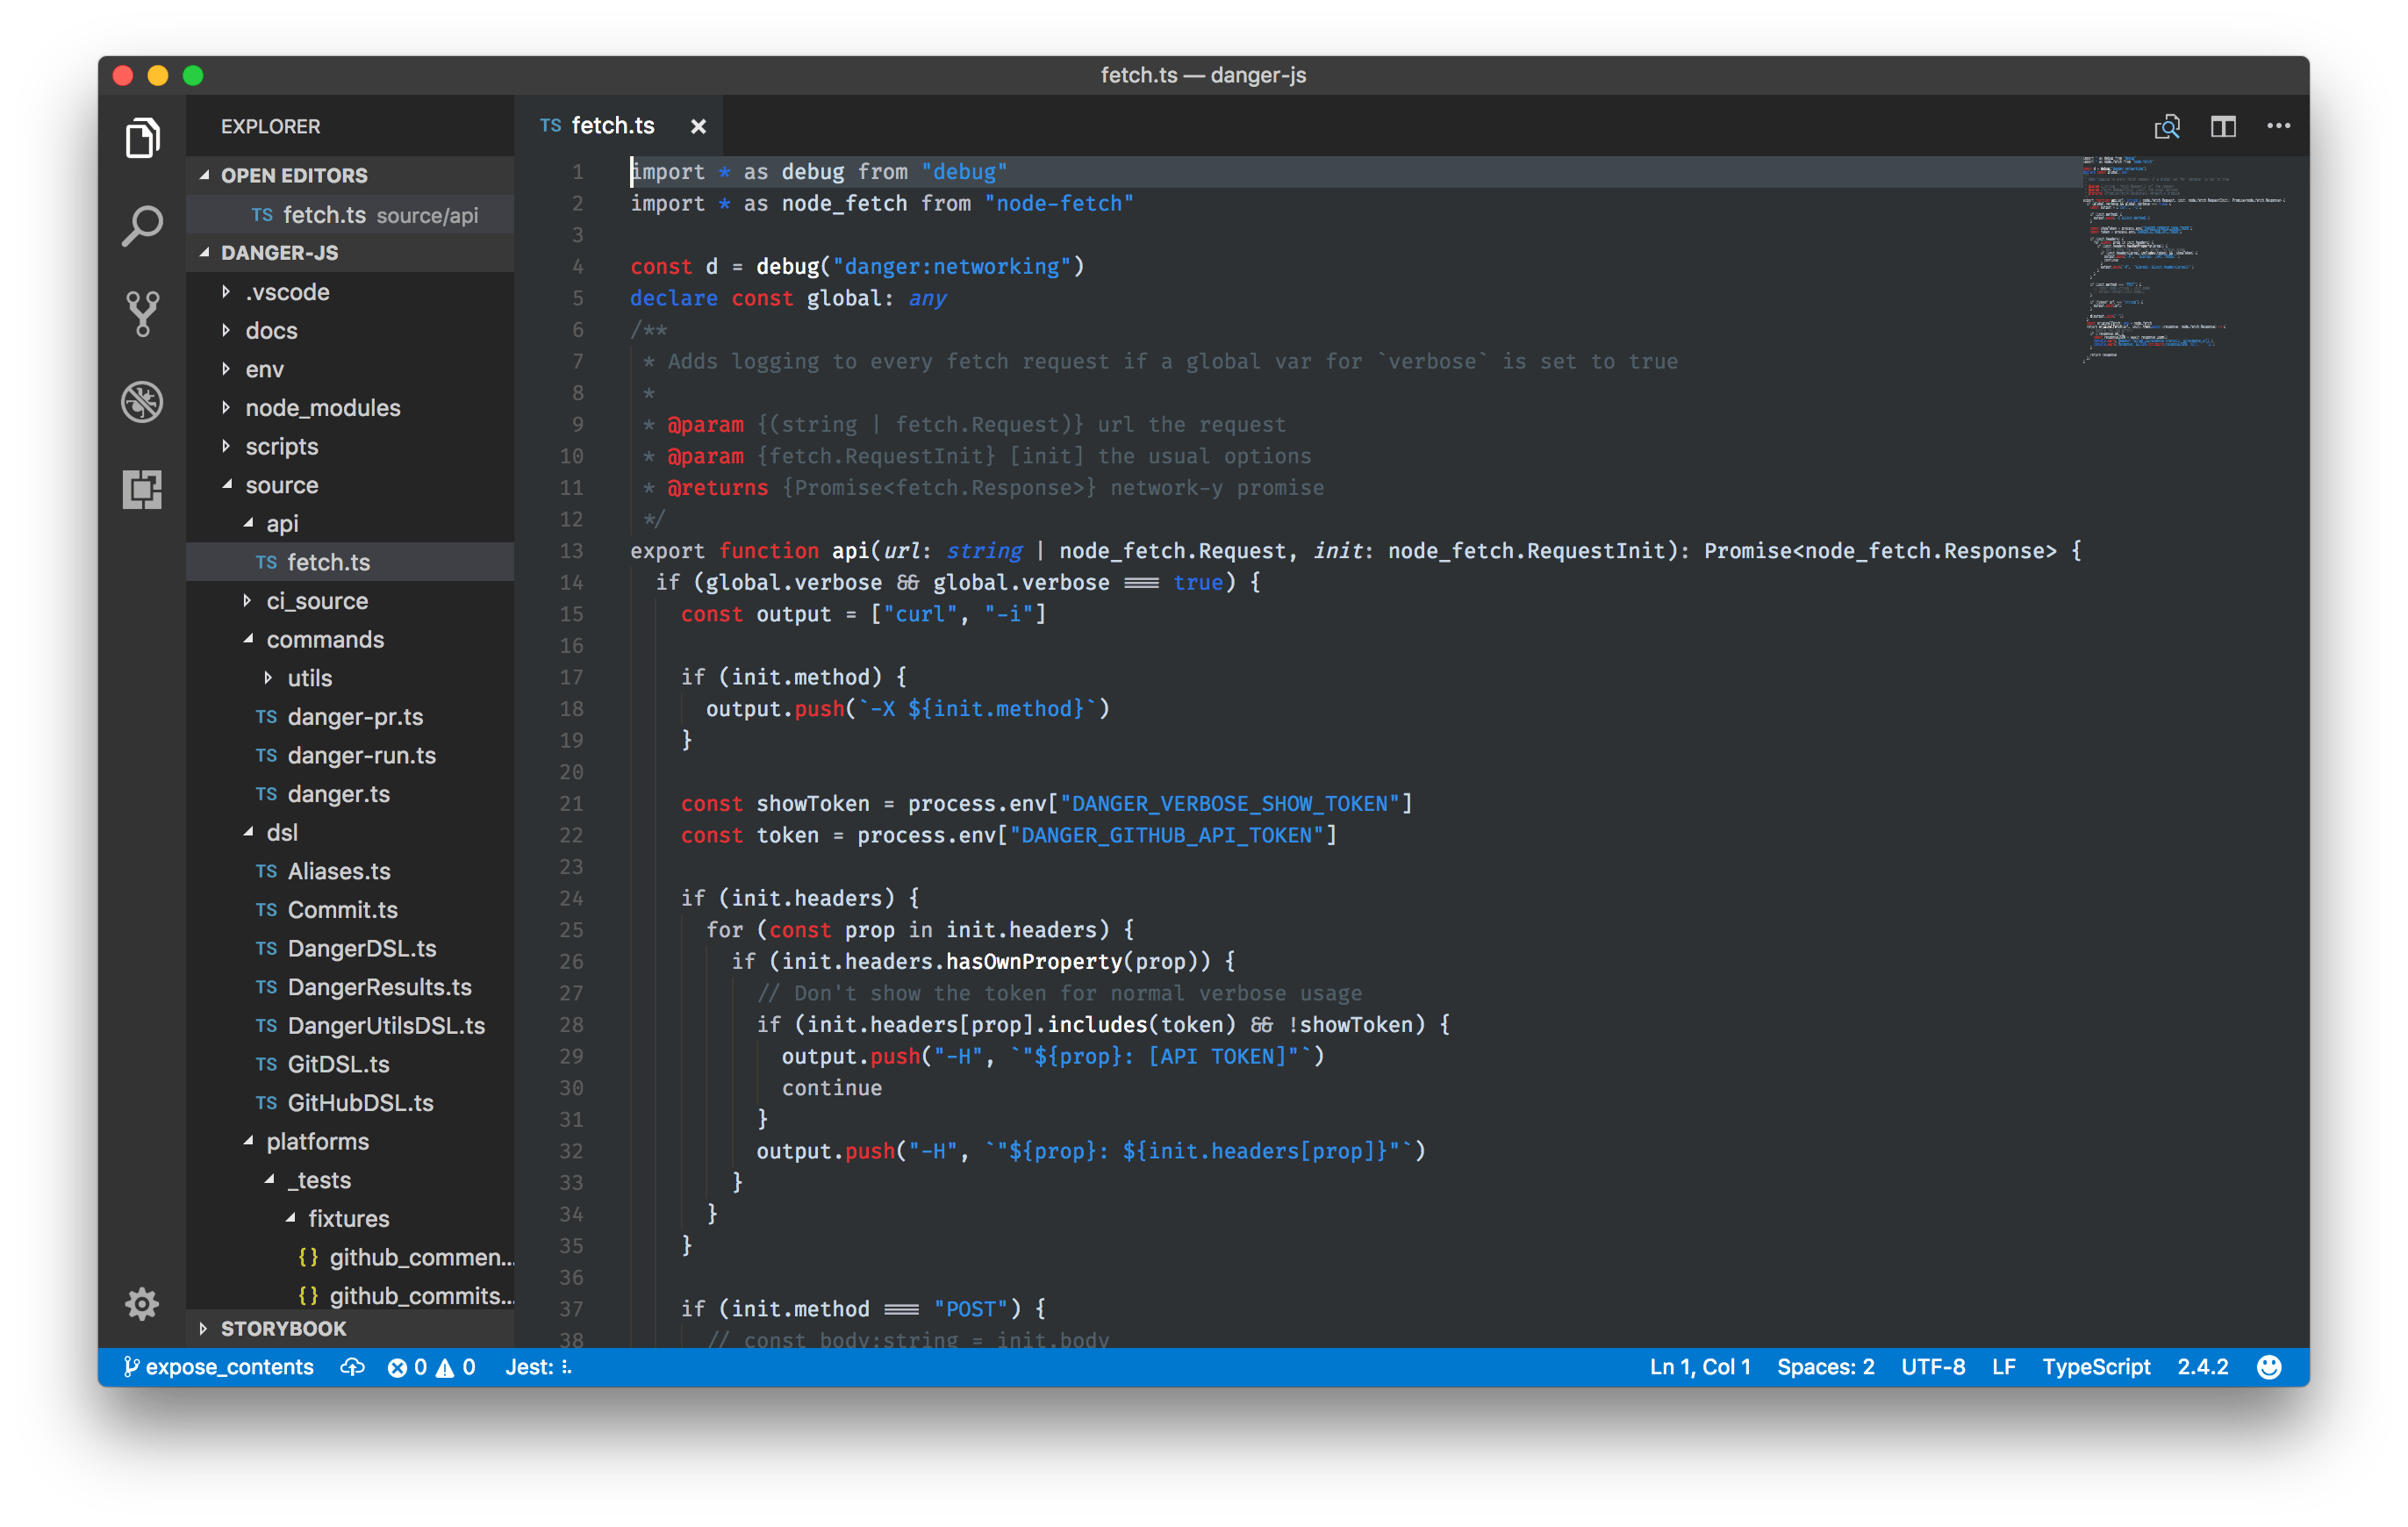 fetch.ts — danger-js
EXPLORER
OPEN EDITORS
TS fetch.ts source/api
DANGER-JS
.vscode
docs
env
node_modules
scripts
source
api
TS fetch.ts
ci_source
commands
utils
TS danger-pr.ts
TS danger-run.ts
TS danger.ts
dsl
TS Aliases.ts
TS Commit.ts
TS DangerDSL.ts
TS DangerResults.ts
TS DangerUtilsDSL.ts
TS GitDSL.ts
TS GitHubDSL.ts
platforms
_tests
fixtures
{} github_commen...
{} github_commits...
STORYBOOK
TS fetch.ts ×
1 import * as debug from "debug"
2 import * as node_fetch from "node-fetch"
3
4 const d = debug("danger:networking")
5 declare const global: any
6 /**
7  * Adds logging to every fetch request if a global var for `verbose` is set to true
8  *
9  * @param {(string | fetch.Request)} url the request
10  * @param {fetch.RequestInit} [init] the usual options
11  * @returns {Promise<fetch.Response>} network-y promise
12  */
13 export function api(url: string | node_fetch.Request, init: node_fetch.RequestInit): Promise<node_fetch.Response> {
14   if (global.verbose && global.verbose === true) {
15     const output = ["curl", "-i"]
16
17     if (init.method) {
18       output.push(`-X ${init.method}`)
19     }
20
21     const showToken = process.env["DANGER_VERBOSE_SHOW_TOKEN"]
22     const token = process.env["DANGER_GITHUB_API_TOKEN"]
23
24     if (init.headers) {
25       for (const prop in init.headers) {
26         if (init.headers.hasOwnProperty(prop)) {
27           // Don't show the token for normal verbose usage
28           if (init.headers[prop].includes(token) && !showToken) {
29             output.push("-H", `"${prop}: [API TOKEN]"`)
30             continue
31           }
32           output.push("-H", `"${prop}: ${init.headers[prop]}"`)
33         }
34       }
35     }
36
37     if (init.method === "POST") {
38       // const body:string = init.body
expose_contents 0 0 Jest: Ln 1, Col 1 Spaces: 2 UTF-8 LF TypeScript 2.4.2